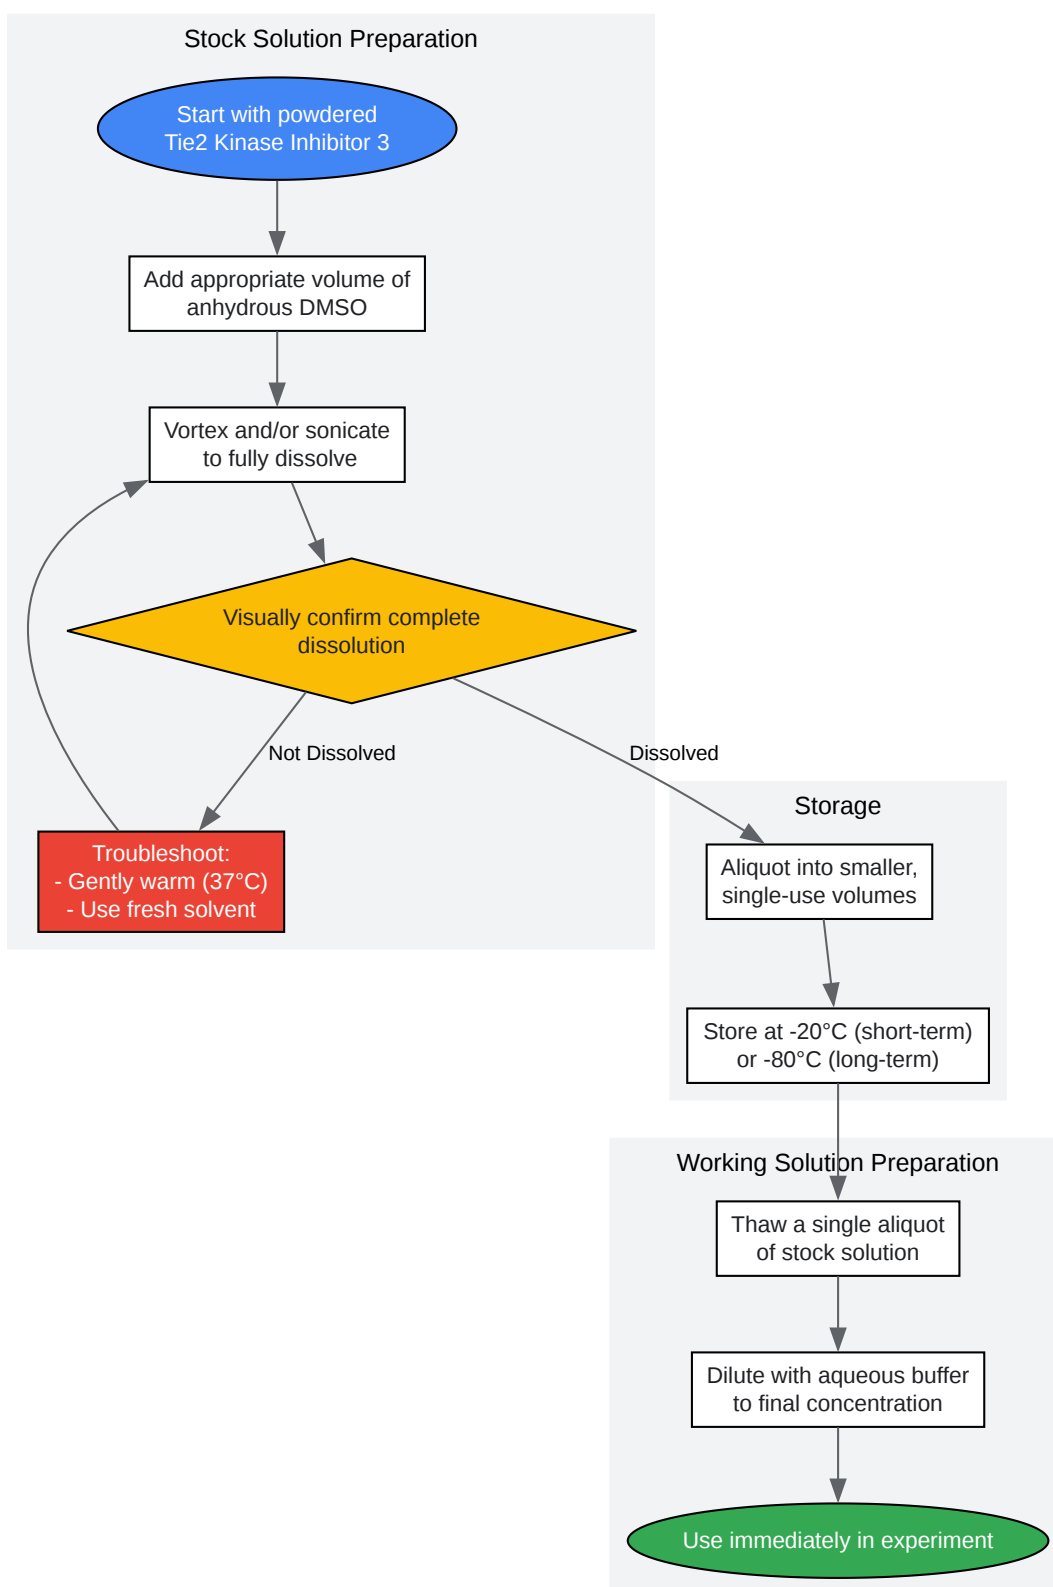 Stock Solution Preparation
Start with powdered
Tie2 Kinase Inhibitor 3
Add appropriate volume of
anhydrous DMSO
Vortex and/or sonicate
to fully dissolve
Visually confirm complete
dissolution
Not Dissolved
Dissolved
Troubleshoot:
- Gently warm (37°C)
- Use fresh solvent
Storage
Aliquot into smaller,
single-use volumes
Store at -20°C (short-term)
or -80°C (long-term)
Working Solution Preparation
Thaw a single aliquot
of stock solution
Dilute with aqueous buffer
to final concentration
Use immediately in experiment